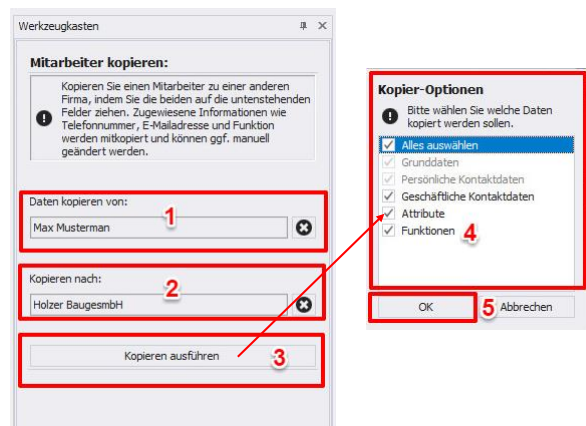 Werkzeugkasten
Mitarbeiter kopieren:
Kopieren Sie einen Mitarbeiter zu einer anderen
Firma, indem Sie die beiden auf die untenstehenden
Felder ziehen. Zugewiesene Informationen wie
Telefonnummer, E-Mailadresse und Funktion
werden mitkopiert und können ggf. manuell
geändert werden.
Daten kopieren von:
1
Max Musterman
Kopieren nach:
2
Holzer BaugesmbH
Kopieren ausführen
3
Kopier-Optionen
Bitte wählen Sie welche Daten
kopiert werden sollen.
Alles auswählen
Grunddaten
Persönliche Kontaktdaten
Geschäftliche Kontaktdaten
Attribute
Funktionen
4
OK
5
Abbrechen